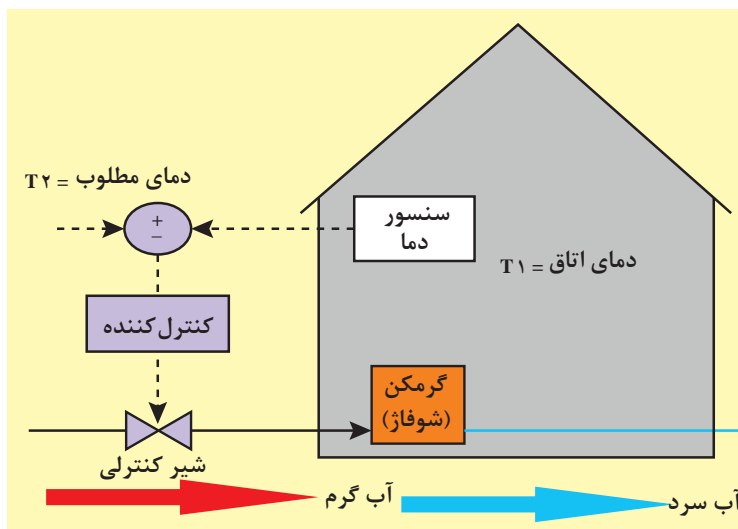 دمای مطلوب = T۲
+
−
سنسور
دما
دمای اتاق = T۱
کنترل‌کننده
گرمکن
(شوفاژ)
شیر کنترلی
آب گرم
آب سرد